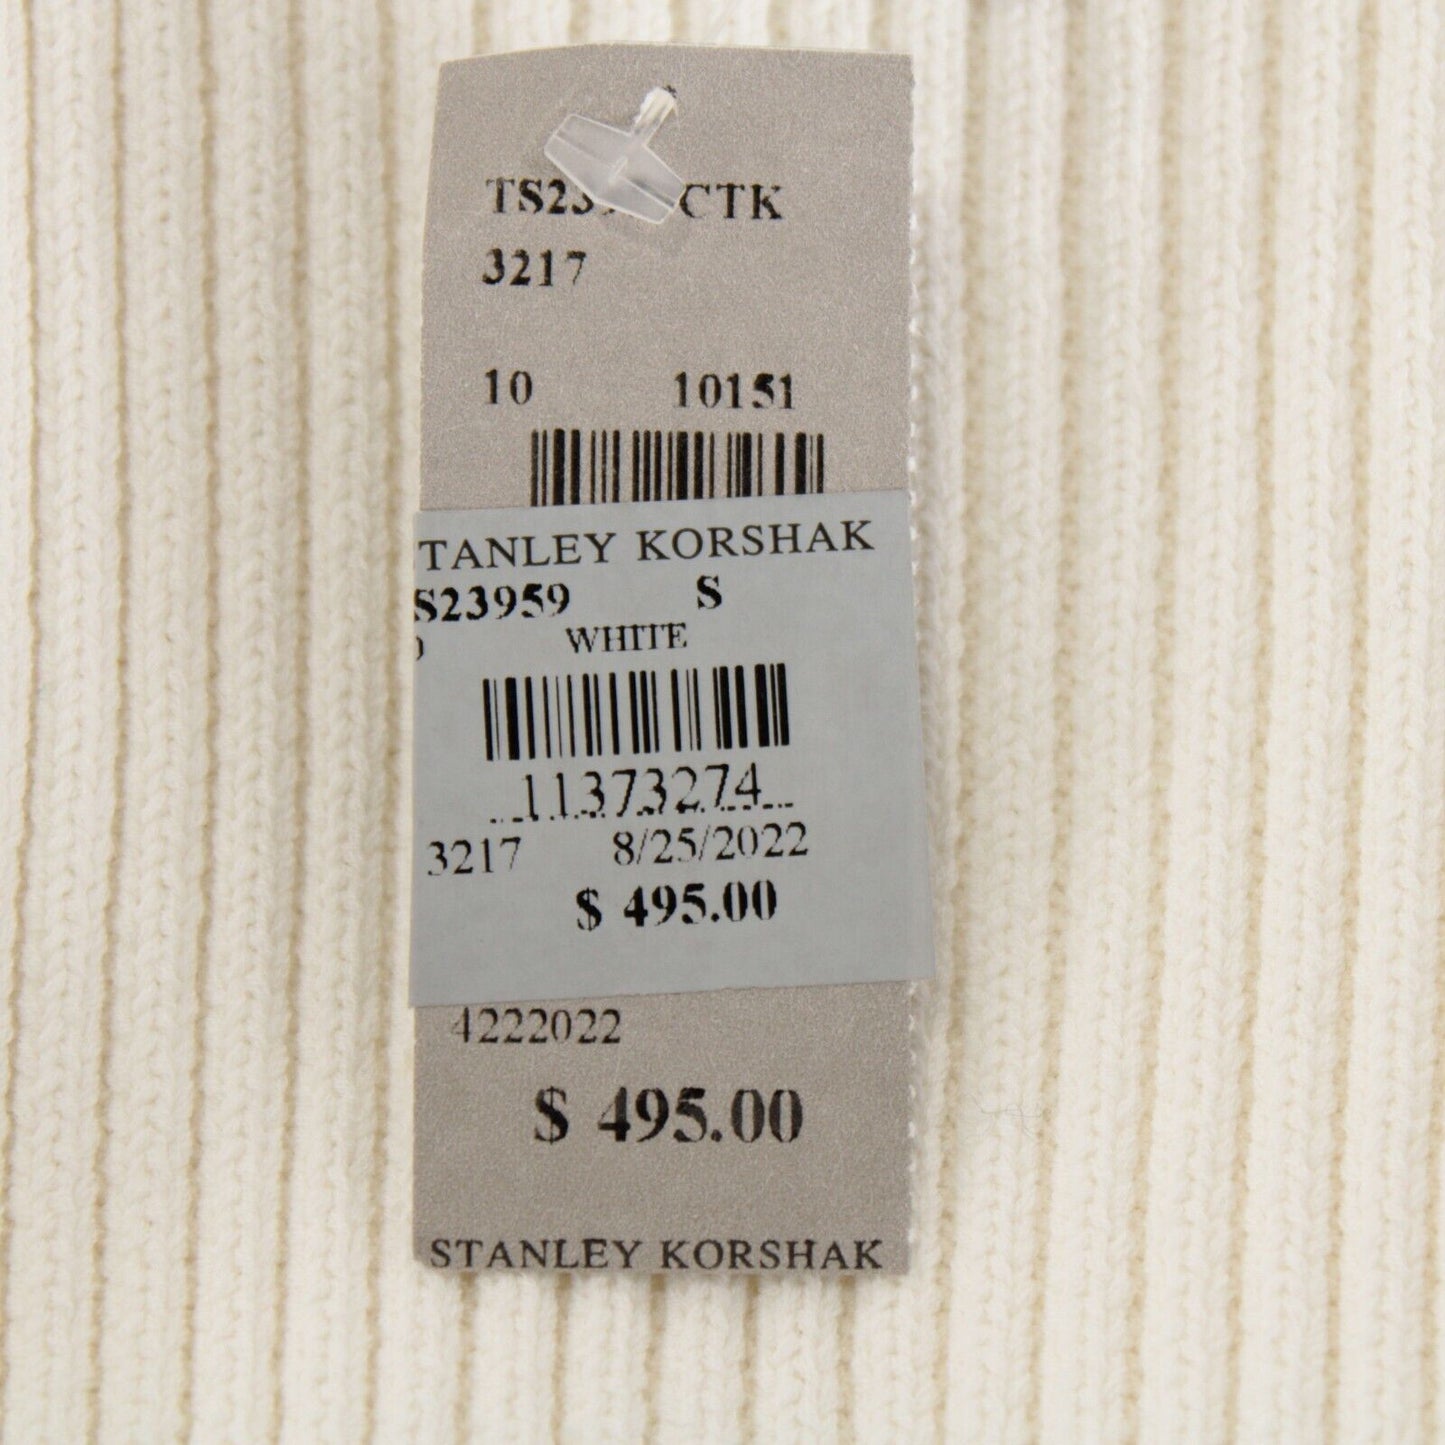 CTK
3217
10 10151
TANLEY KORSHAK
S23959 S
WHITE
11373274
3217 8/25/2022
$ 495.00
4222022
$ 495.00
STANLEY KORSHAK